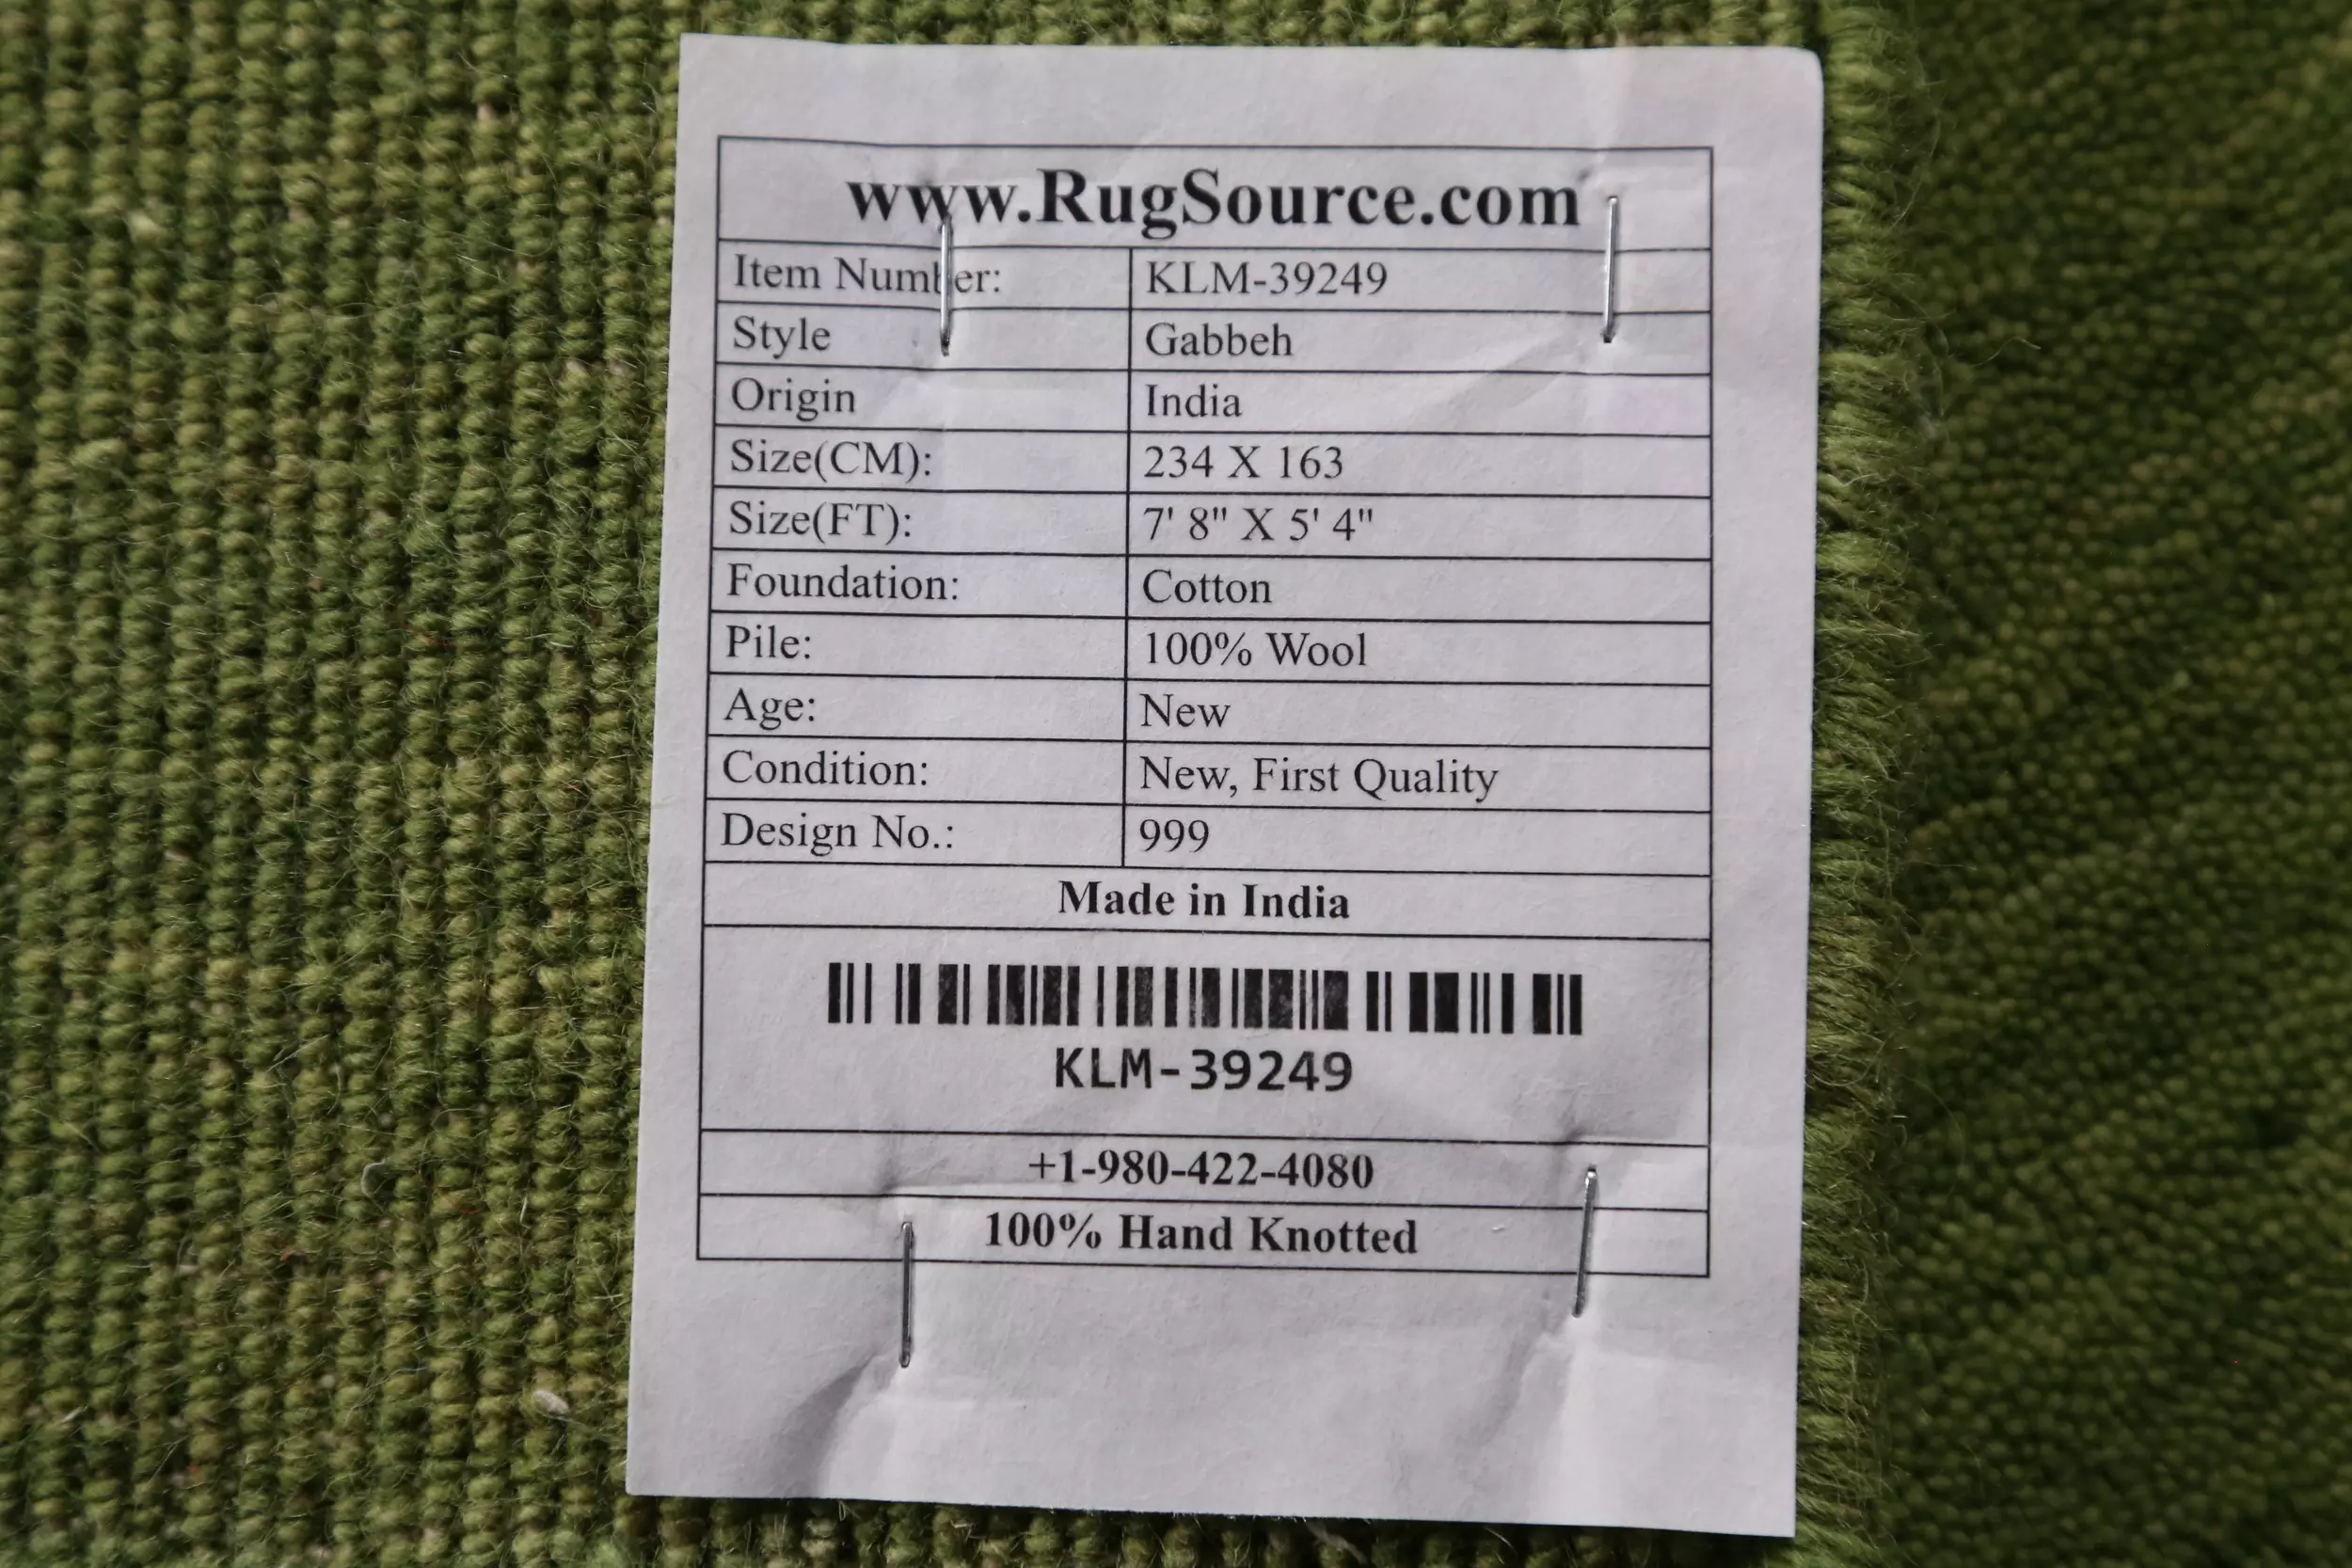 www.RugSource.com
Item Number: KLM-39249
Style Gabbeh
Origin India
Size(CM): 234 X 163
Size(FT): 7' 8" X 5' 4"
Foundation: Cotton
Pile: 100% Wool
Age: New
Condition: New, First Quality
Design No.: 999
Made in India
KLM-39249
+1-980-422-4080
100% Hand Knotted